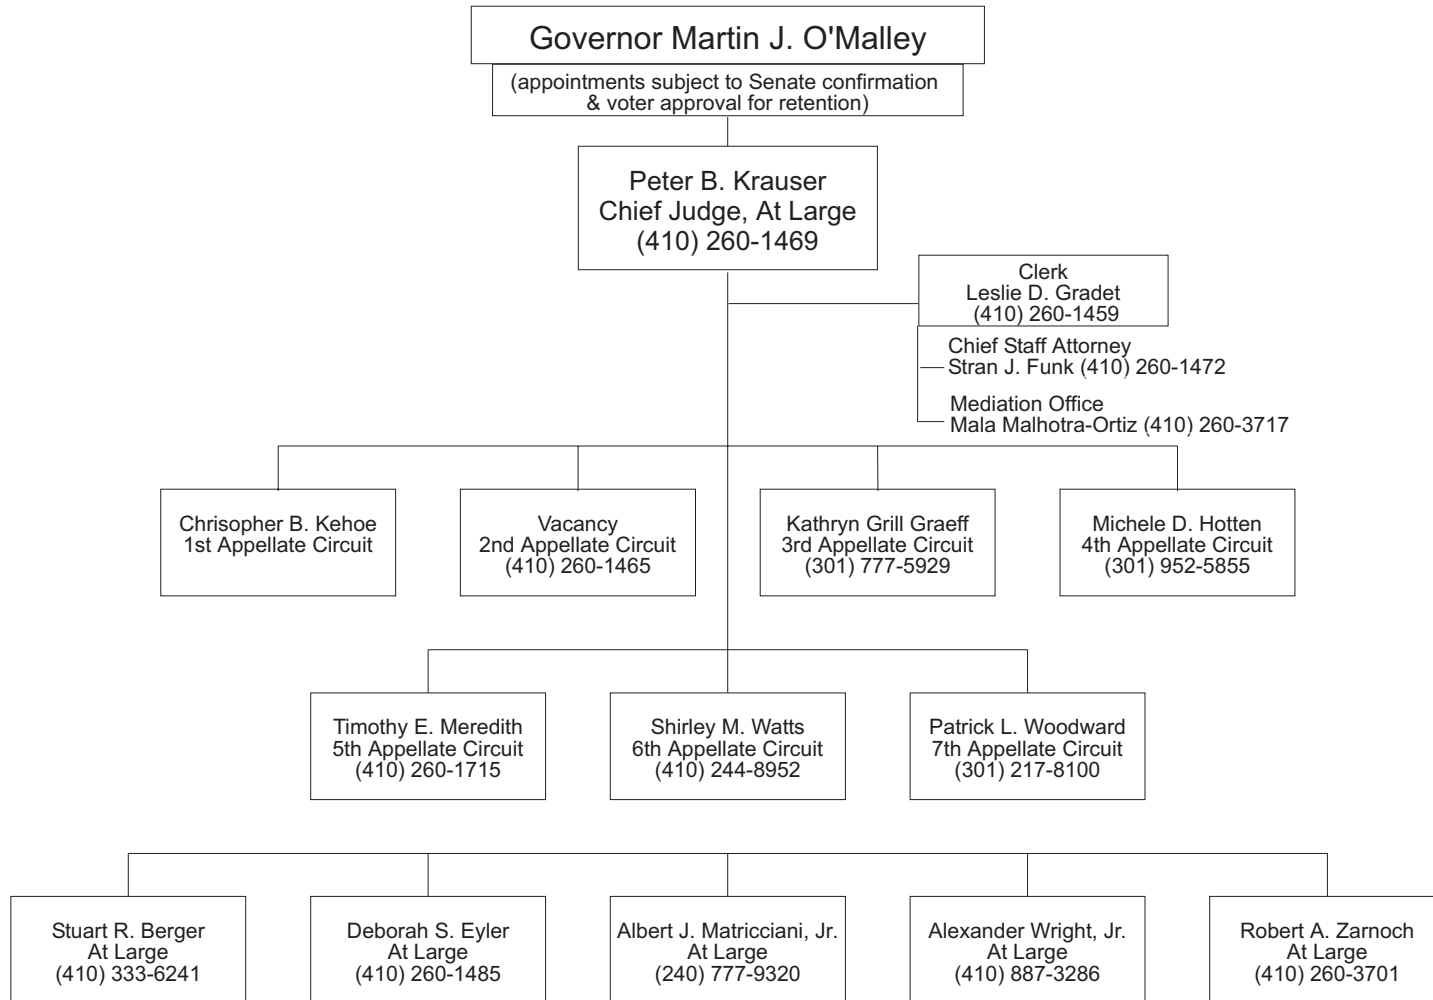 Governor Martin J. O'Malley
(appointments subject to Senate confirmation
& voter approval for retention)
Peter B. Krauser
Chief Judge, At Large
(410) 260-1469
Clerk
Leslie D. Gradet
(410) 260-1459
Chief Staff Attorney
Stran J. Funk (410) 260-1472
Mediation Office
Mala Malhotra-Ortiz (410) 260-3717
Chrisopher B. Kehoe
1st Appellate Circuit
Vacancy
2nd Appellate Circuit
(410) 260-1465
Kathryn Grill Graeff
3rd Appellate Circuit
(301) 777-5929
Michele D. Hotten
4th Appellate Circuit
(301) 952-5855
Timothy E. Meredith
5th Appellate Circuit
(410) 260-1715
Shirley M. Watts
6th Appellate Circuit
(410) 244-8952
Patrick L. Woodward
7th Appellate Circuit
(301) 217-8100
Stuart R. Berger
At Large
(410) 333-6241
Deborah S. Eyler
At Large
(410) 260-1485
Albert J. Matricciani, Jr.
At Large
(240) 777-9320
Alexander Wright, Jr.
At Large
(410) 887-3286
Robert A. Zarnoch
At Large
(410) 260-3701